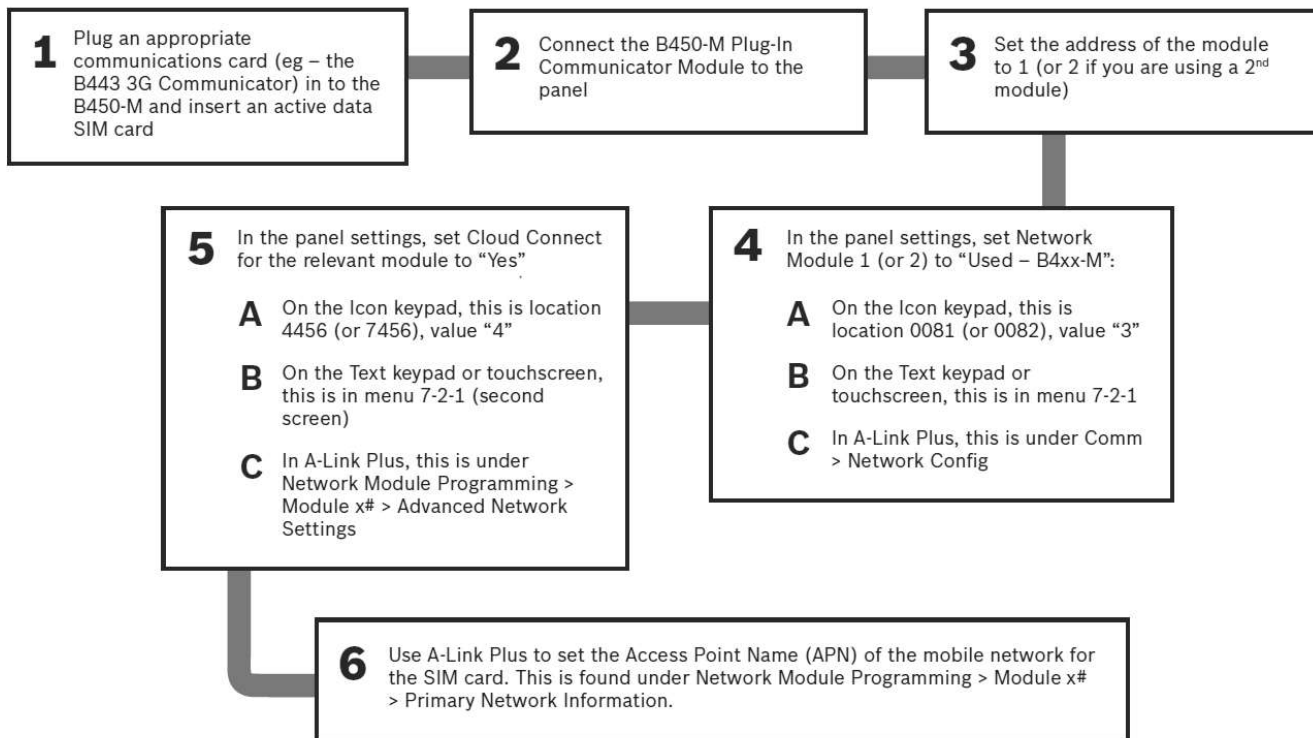 1 Plug an appropriate
communications card (eg – the
B443 3G Communicator) in to the
B450-M and insert an active data
SIM card
2 Connect the B450-M Plug-In
Communicator Module to the
panel
3 Set the address of the module
to 1 (or 2 if you are using a 2nd
module)
4 In the panel settings, set Network
Module 1 (or 2) to “Used – B4xx-M”:
A On the Icon keypad, this is
location 0081 (or 0082), value “3”
B On the Text keypad or
touchscreen, this is in menu 7-2-1
C In A-Link Plus, this is under Comm
> Network Config
5 In the panel settings, set Cloud Connect
for the relevant module to “Yes”
A On the Icon keypad, this is location
4456 (or 7456), value “4”
B On the Text keypad or touchscreen,
this is in menu 7-2-1 (second
screen)
C In A-Link Plus, this is under
Network Module Programming >
Module x# > Advanced Network
Settings
6 Use A-Link Plus to set the Access Point Name (APN) of the mobile network for
the SIM card. This is found under Network Module Programming > Module x#
> Primary Network Information.